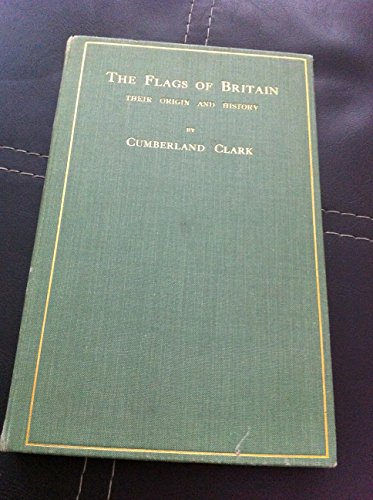 The Flags of Britain
THEIR ORIGIN AND HISTORY
BY
Cumberland Clark